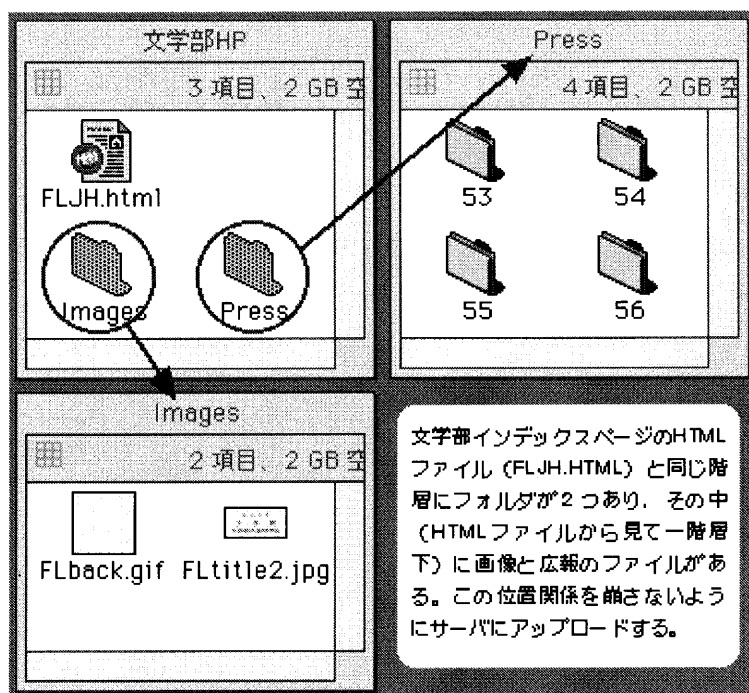 文学部HP
3 項目、2 GB 空
FLJH.html
Images
Press
Press
4 項目、2 GB 空
53
54
55
56
Images
2 項目、2 GB 空
FLback.gif
FLtitle2.jpg
文学部インデックスページのHTML
ファイル（FLJH.HTML）と同じ階
層にフォルダが２つあり、その中
（HTMLファイルから見て一階層
下）に画像と広報のファイルがあ
る。この位置関係を崩さないよう
にサーバにアップロードする。